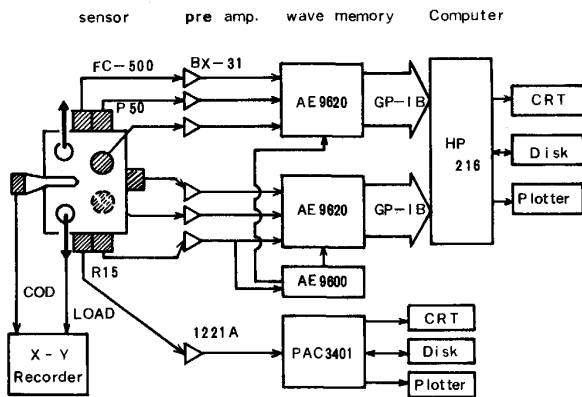 sensor pre amp. wave memory Computer
FC-500
BX-31
P50
AE9620
GP-IB
HP
216
CRT
Disk
Plotter
AE9620
GP-IB
R15
AE9600
COD
LOAD
1221A
X-Y
Recorder
PAC3401
CRT
Disk
Plotter